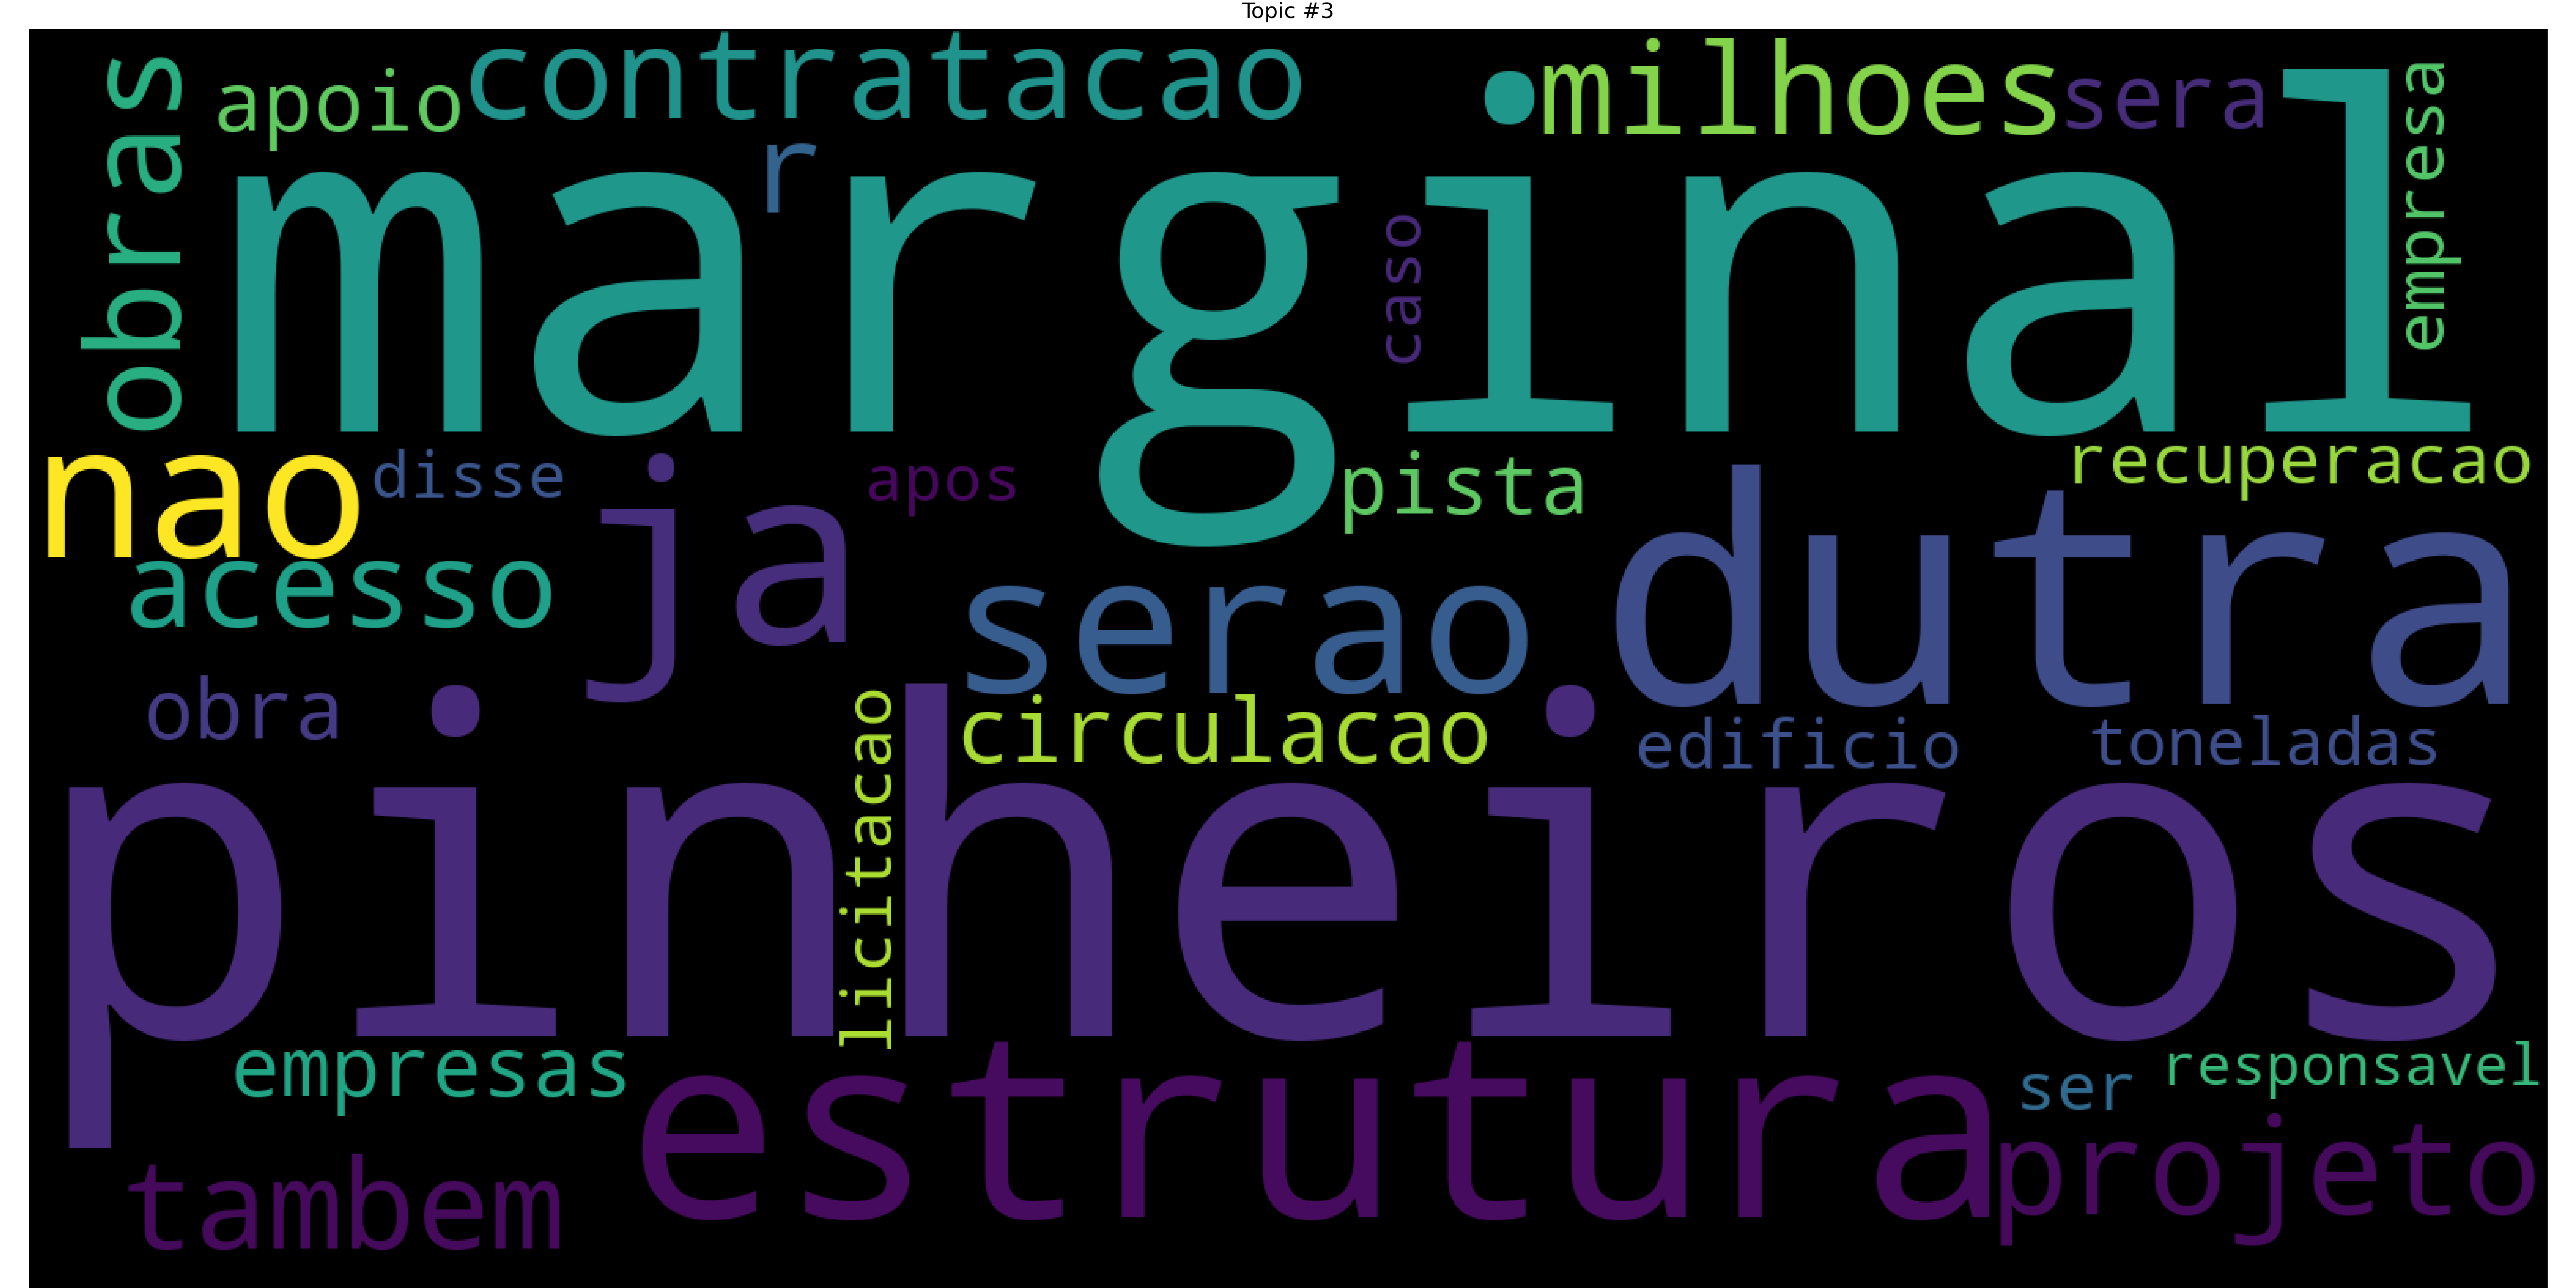 Topic #3
obras
apoio
contratacao
milhoes
sera
empresa
r
marginal
caso
nao
disse
ja
apos
pista
recuperacao
acesso
serao
dutra
obra
licitacao
circulacao
edificio
toneladas
pinheiros
empresas
estrutura
ser
responsavel
tambem
projeto